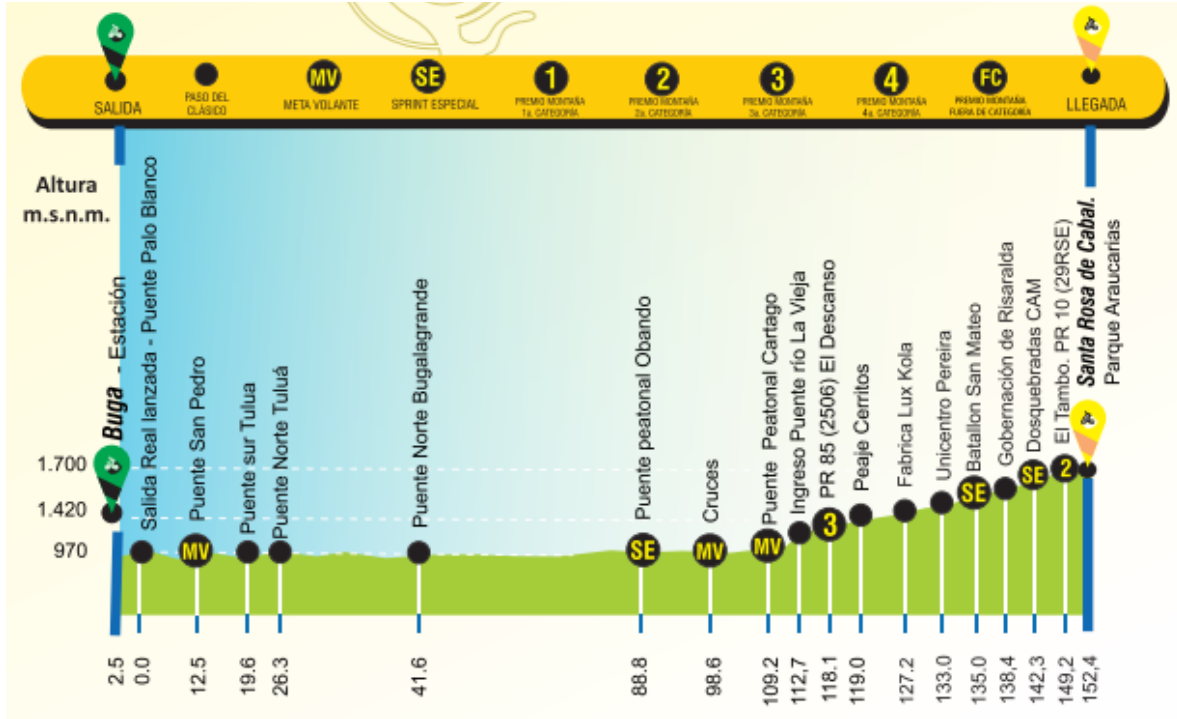 SALIDA
PASO DEL
CLÁSICO
MV
META VOLANTE
SE
SPRINT ESPECIAL
1
PREMIO MONTAÑA
1a. CATEGORÍA
2
PREMIO MONTAÑA
2a. CATEGORÍA
3
PREMIO MONTAÑA
3a. CATEGORÍA
4
PREMIO MONTAÑA
4a. CATEGORÍA
FC
PREMIO MONTAÑA
FUERA DE CATEGORÍA
LLEGADA
Altura
m.s.n.m.
1.700
1.420
970
Buga - Estación
Salida Real lanzada - Puente Palo Blanco
Puente San Pedro
Puente sur Tulua
Puente Norte Tuluá
Puente Norte Bugalagrande
Puente peatonal Obando
Cruces
Puente Peatonal Cartago
Ingreso Puente río La Vieja
PR 85 (2506) El Descanso
Peaje Cerritos
Fabrica Lux Kola
Unicentro Pereira
Batallon San Mateo
Gobernación de Risaralda
Dosquebradas CAM
El Tambo. PR 10 (29RSE)
Santa Rosa de Cabal.
Parque Araucarias
MV
SE
MV
MV
3
SE
SE
2
2.5
0.0
12.5
19.6
26.3
41.6
88.8
98.6
109.2
112,7
118.1
119.0
127.2
133.0
135.0
138,4
142,3
149,2
152,4